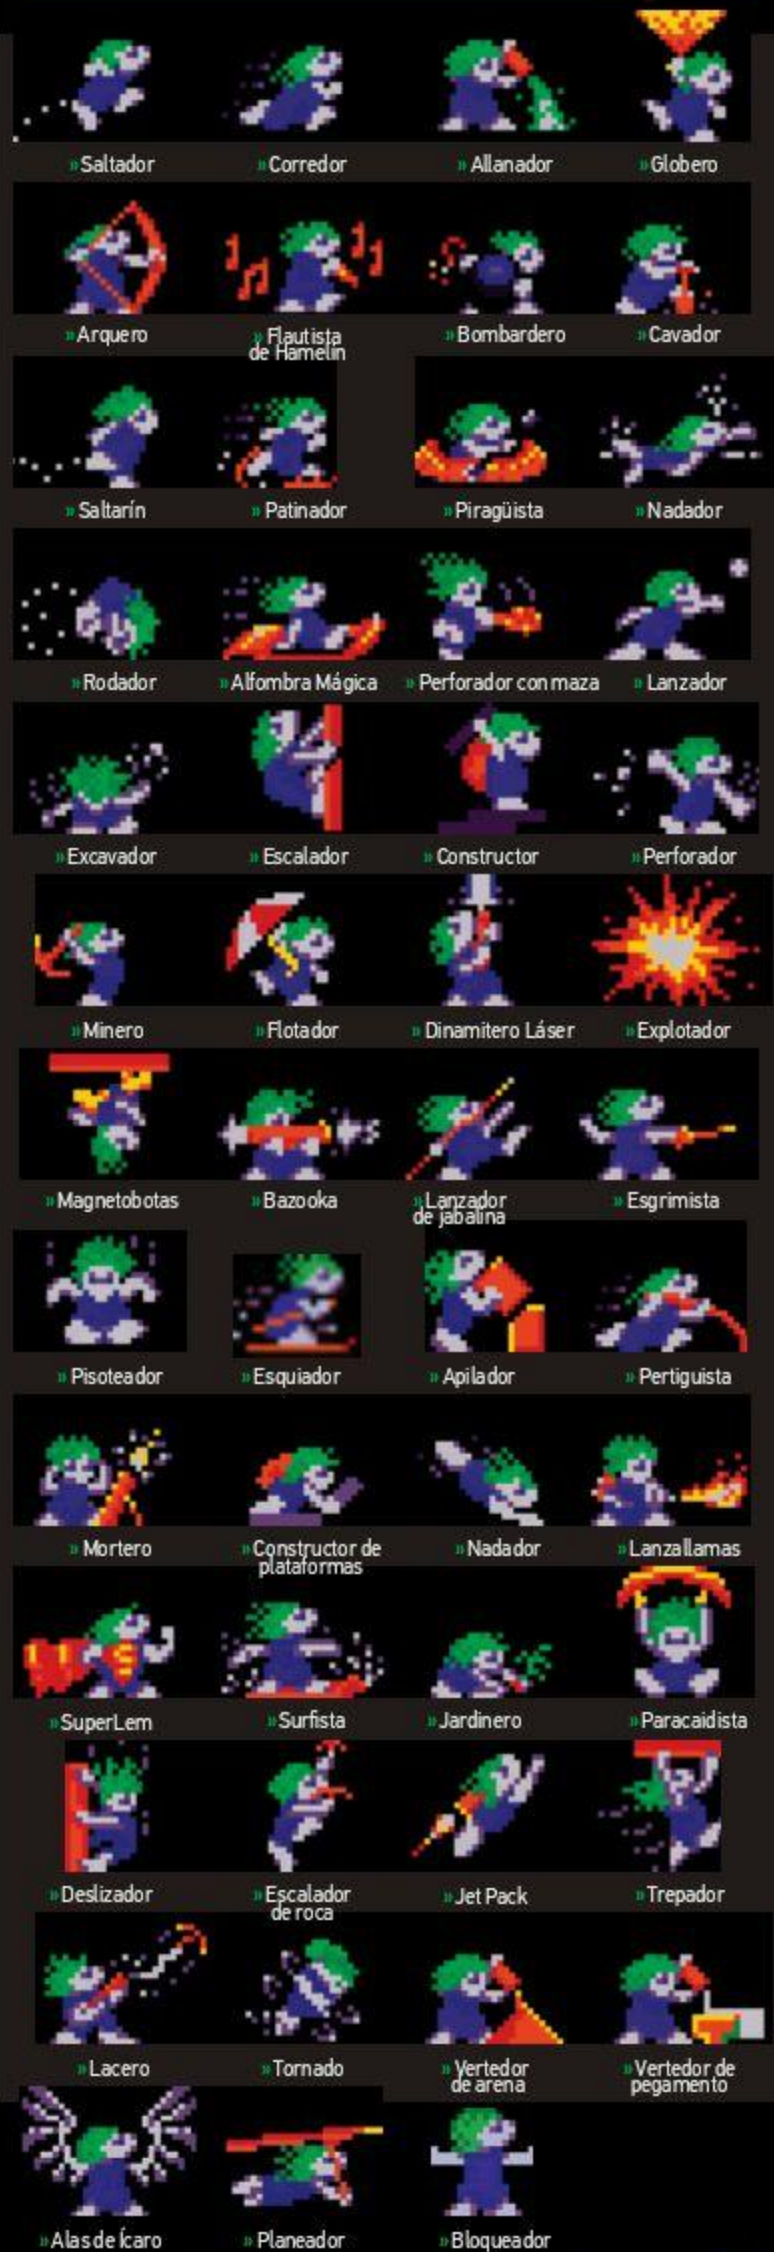 » Saltador
» Corredor
» Allanador
» Globero
» Arquero
» Flautista
de Hamelin
» Bombardero
» Cavador
» Saltarín
» Patinador
» Piragüista
» Nadador
» Rodador
» Alfombra Mágica
» Perforador con maza
» Lanzador
» Excavador
» Escalador
» Constructor
» Perforador
» Minero
» Flotador
» Dinamitero Láser
» Explotador
» Magnetobotas
» Bazooka
» Lanzador
de jabalina
» Esgrimista
» Pisoteador
» Esquiador
» Apilador
» Pertiguista
» Mortero
» Constructor de
plataformas
» Nadador
» Lanzallamas
» SuperLem
» Surfista
» Jardinero
» Paracaidista
» Deslizador
» Escalador
de roca
» Jet Pack
» Trepador
» Lacero
» Tornado
» Vertedor
de arena
» Vertedor de
pegamento
» Alas de Ícaro
» Planeador
» Bloqueador